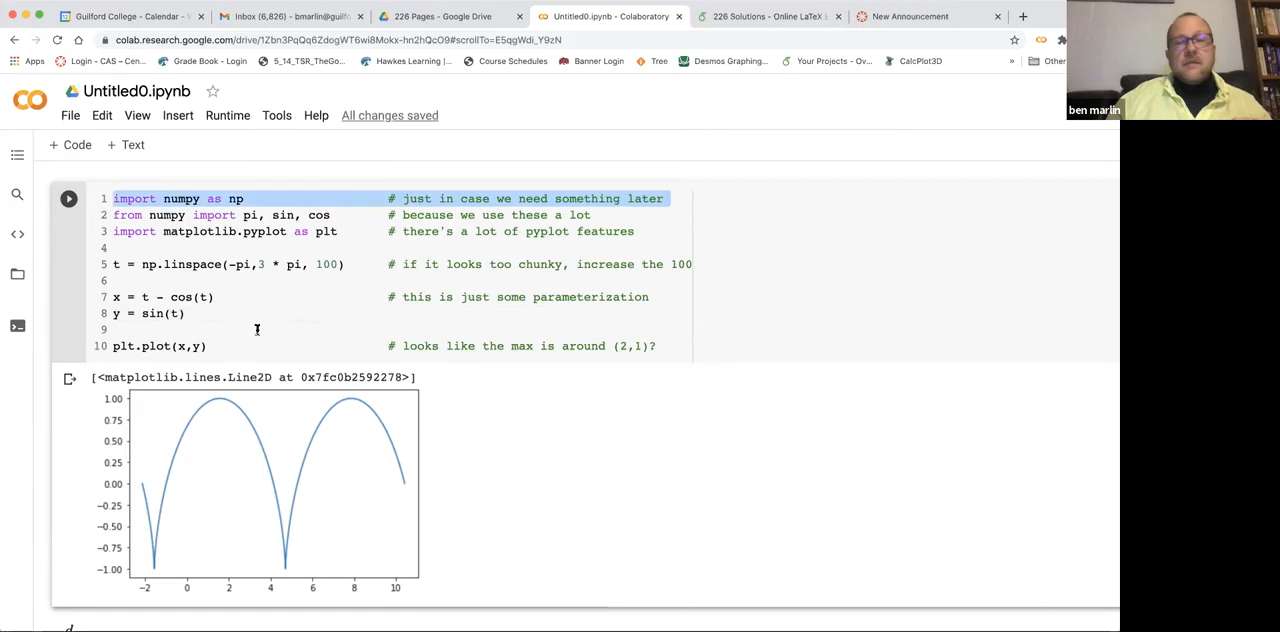 Guilford College - Calendar - 
Inbox (6,826) - bmarlin@guilfo
226 Pages - Google Drive
Untitled0.ipynb - Colaboratory
226 Solutions - Online LaTeX E
New Announcement
colab.research.google.com/drive/1Zbn3PqQq6ZdogWT6wi8Mokx-hn2hQcO9#scrollTo=E5qgWdi_Y9zN
Apps
Login - CAS – Cen...
Grade Book - Login
5_14_TSR_TheGo...
Hawkes Learning |...
Course Schedules
Banner Login
Tree
Desmos Graphing...
Your Projects - Ov...
CalcPlot3D
»
Other
ben marlin
CO
Untitled0.ipynb
File Edit View Insert Runtime Tools Help All changes saved
+ Code + Text
1 import numpy as np # just in case we need something later
2 from numpy import pi, sin, cos # because we use these a lot
3 import matplotlib.pyplot as plt # there's a lot of pyplot features
4
5 t = np.linspace(-pi,3 * pi, 100) # if it looks too chunky, increase the 100
6
7 x = t - cos(t) # this is just some parameterization
8 y = sin(t)
9
10 plt.plot(x,y) # looks like the max is around (2,1)?
[<matplotlib.lines.Line2D at 0x7fc0b2592278>]
1.00
0.75
0.50
0.25
0.00
−0.25
−0.50
−0.75
−1.00
−2 0 2 4 6 8 10